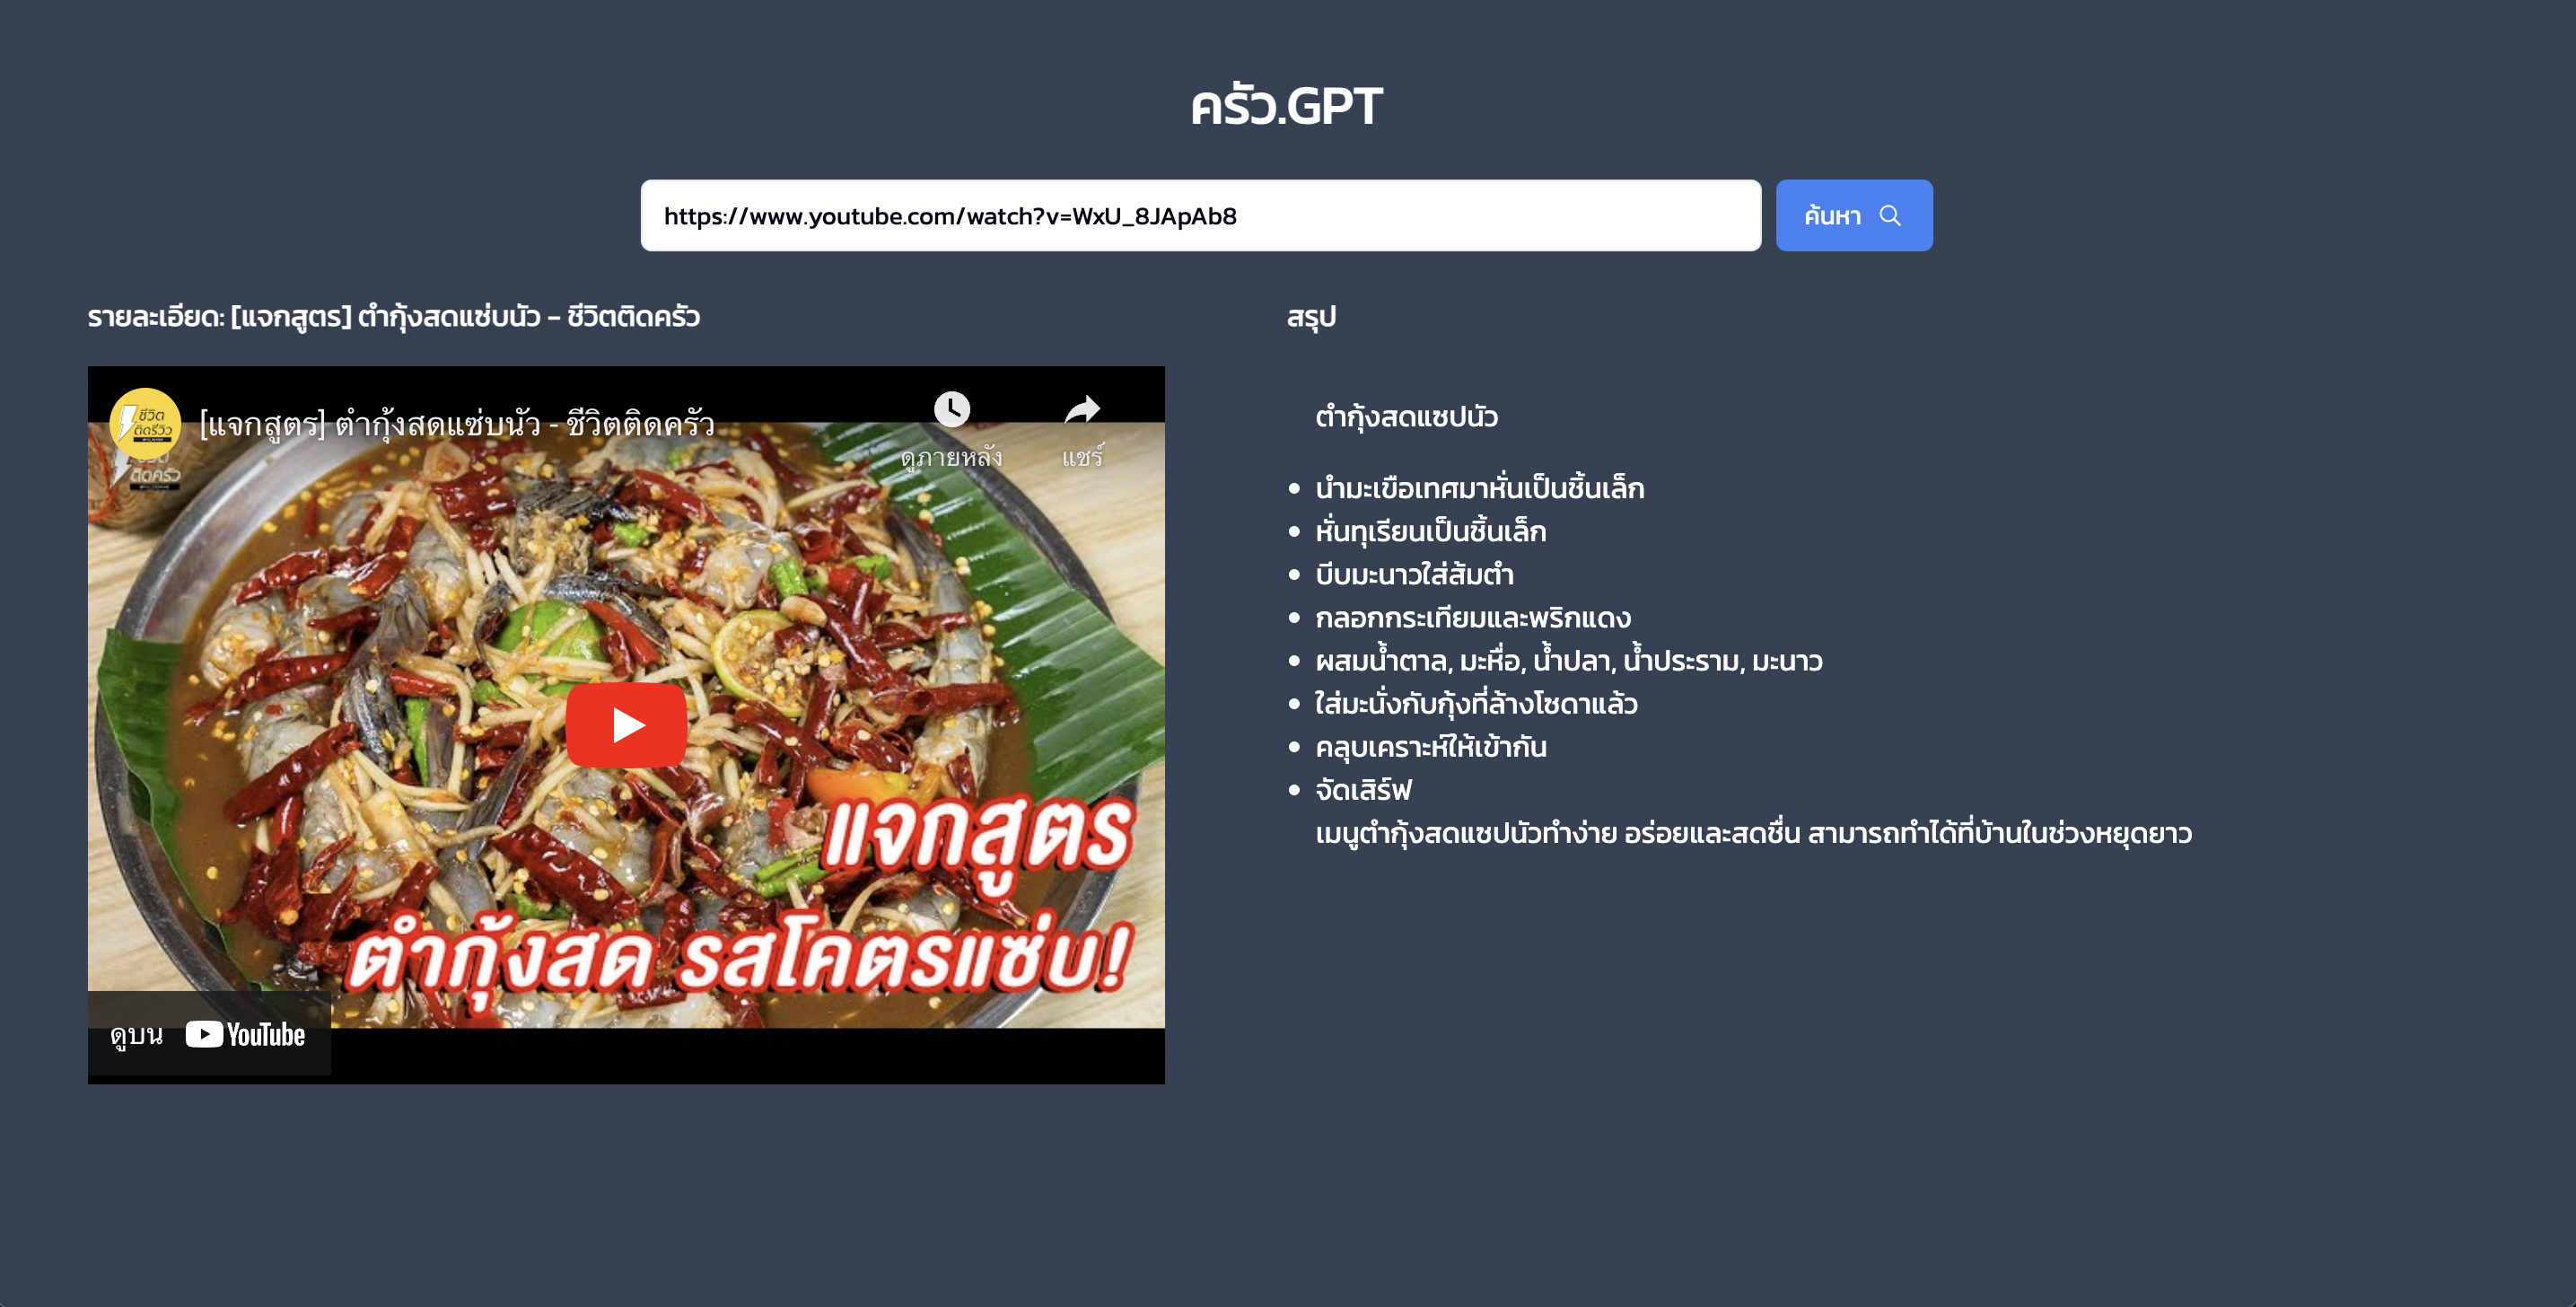 ครัว.GPT
https://www.youtube.com/watch?v=WxU_8JApAb8
ค้นหา
รายละเอียด: [แจกสูตร] ตำกุ้งสดแซ่บนัว - ชีวิตติดครัว
ชีวิต
ติดรีวิว
[แจกสูตร] ตำกุ้งสดแซ่บนัว - ชีวิตติดครัว
ดูภายหลัง
แชร์
ติดครัว
แจกสูตร
ตำกุ้งสด รสโคตรแซ่บ!
ดูบน YouTube
สรุป
ตำกุ้งสดแซปนัว
นำมะเขือเทศมาหั่นเป็นชิ้นเล็ก
หั่นทุเรียนเป็นชิ้นเล็ก
บีบมะนาวใส่ส้มตำ
กลอกกระเทียมและพริกแดง
ผสมน้ำตาล, มะหื่อ, น้ำปลา, น้ำประราม, มะนาว
ใส่มะนั่งกับกุ้งที่ล้างโซดาแล้ว
คลุบเคราะห์ให้เข้ากัน
จัดเสิร์ฟ
เมนูตำกุ้งสดแซปนัวทำง่าย อร่อยและสดชื่น สามารถทำได้ที่บ้านในช่วงหยุดยาว